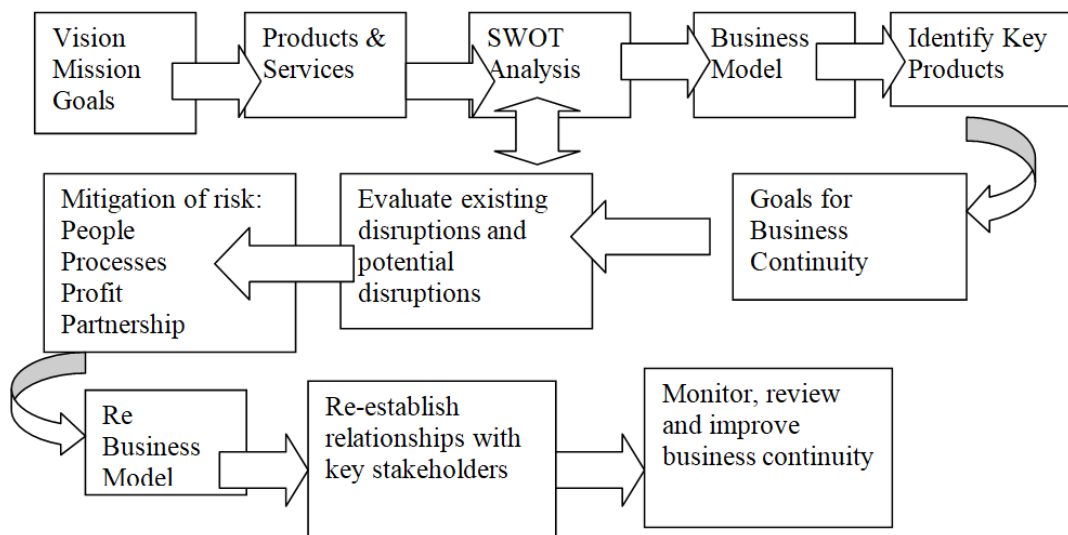 Vision
Mission
Goals
Products &
Services
SWOT
Analysis
Business
Model
Identify Key
Products
Goals for
Business
Continuity
Evaluate existing
disruptions and
potential
disruptions
Mitigation of risk:
People
Processes
Profit
Partnership
Re
Business
Model
Re-establish
relationships with
key stakeholders
Monitor, review
and improve
business continuity